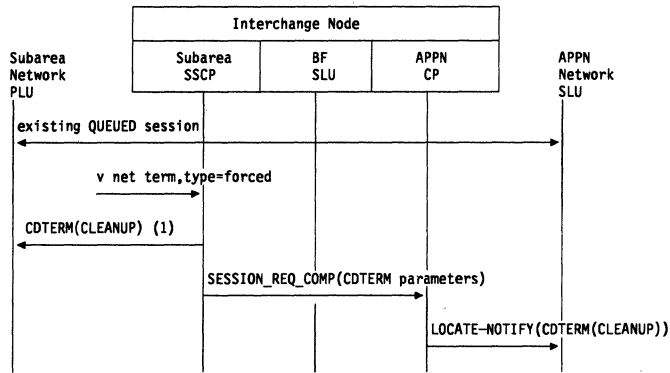 Interchange Node
Subarea Network PLU
Subarea SSCP
BF SLU
APPN CP
APPN Network SLU
existing QUEUED session
v net term,type=forced
CDTERM(CLEANUP) (1)
SESSION_REQ_COMP(CDTERM parameters)
LOCATE—NOTIFY(CDTERM(CLEANUP))